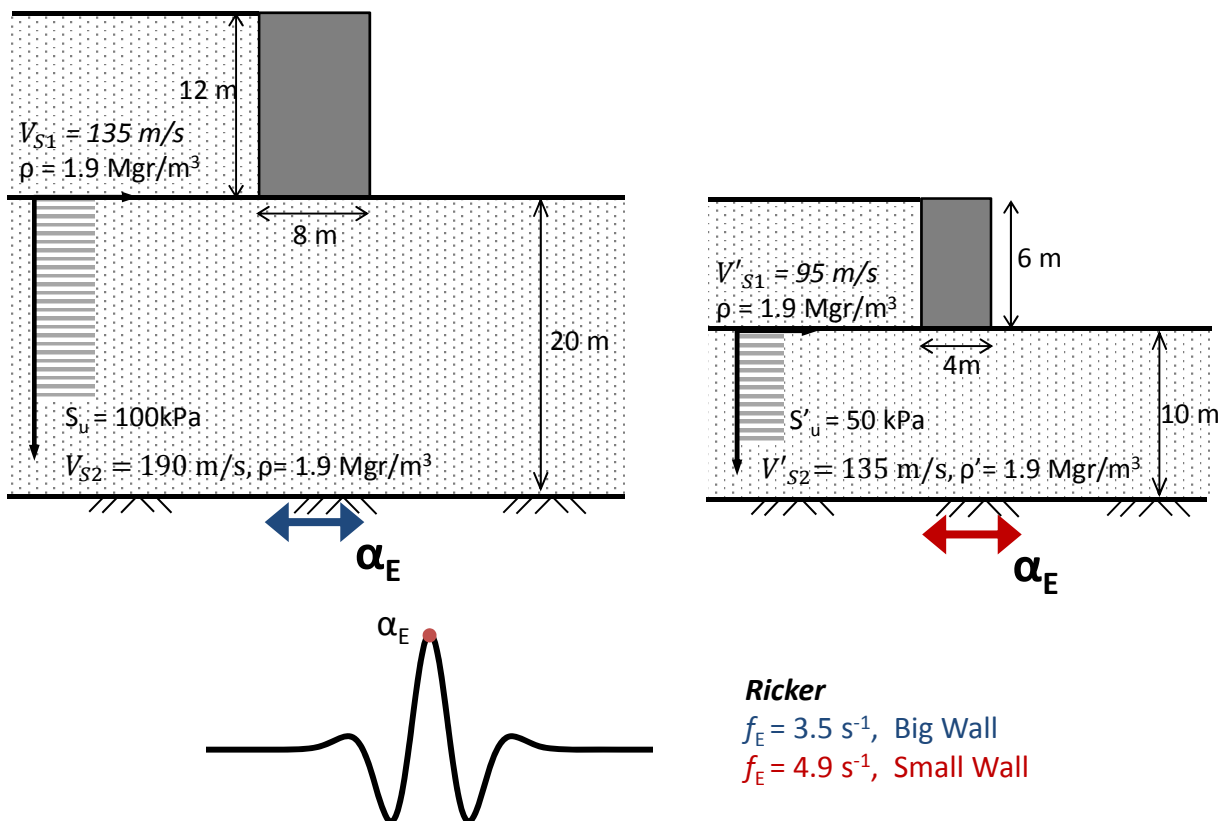 12 m
V_S1 = 135 m/s
ρ = 1.9 Mgr/m³
8 m
20 m
S_u = 100kPa
V_S2 = 190 m/s, ρ= 1.9 Mgr/m³
α_E
6 m
V'_S1 = 95 m/s
ρ = 1.9 Mgr/m³
4m
10 m
S'_u = 50 kPa
V'_S2 = 135 m/s, ρ' = 1.9 Mgr/m³
α_E
α_E
Ricker
f_E = 3.5 s⁻¹, Big Wall
f_E = 4.9 s⁻¹, Small Wall